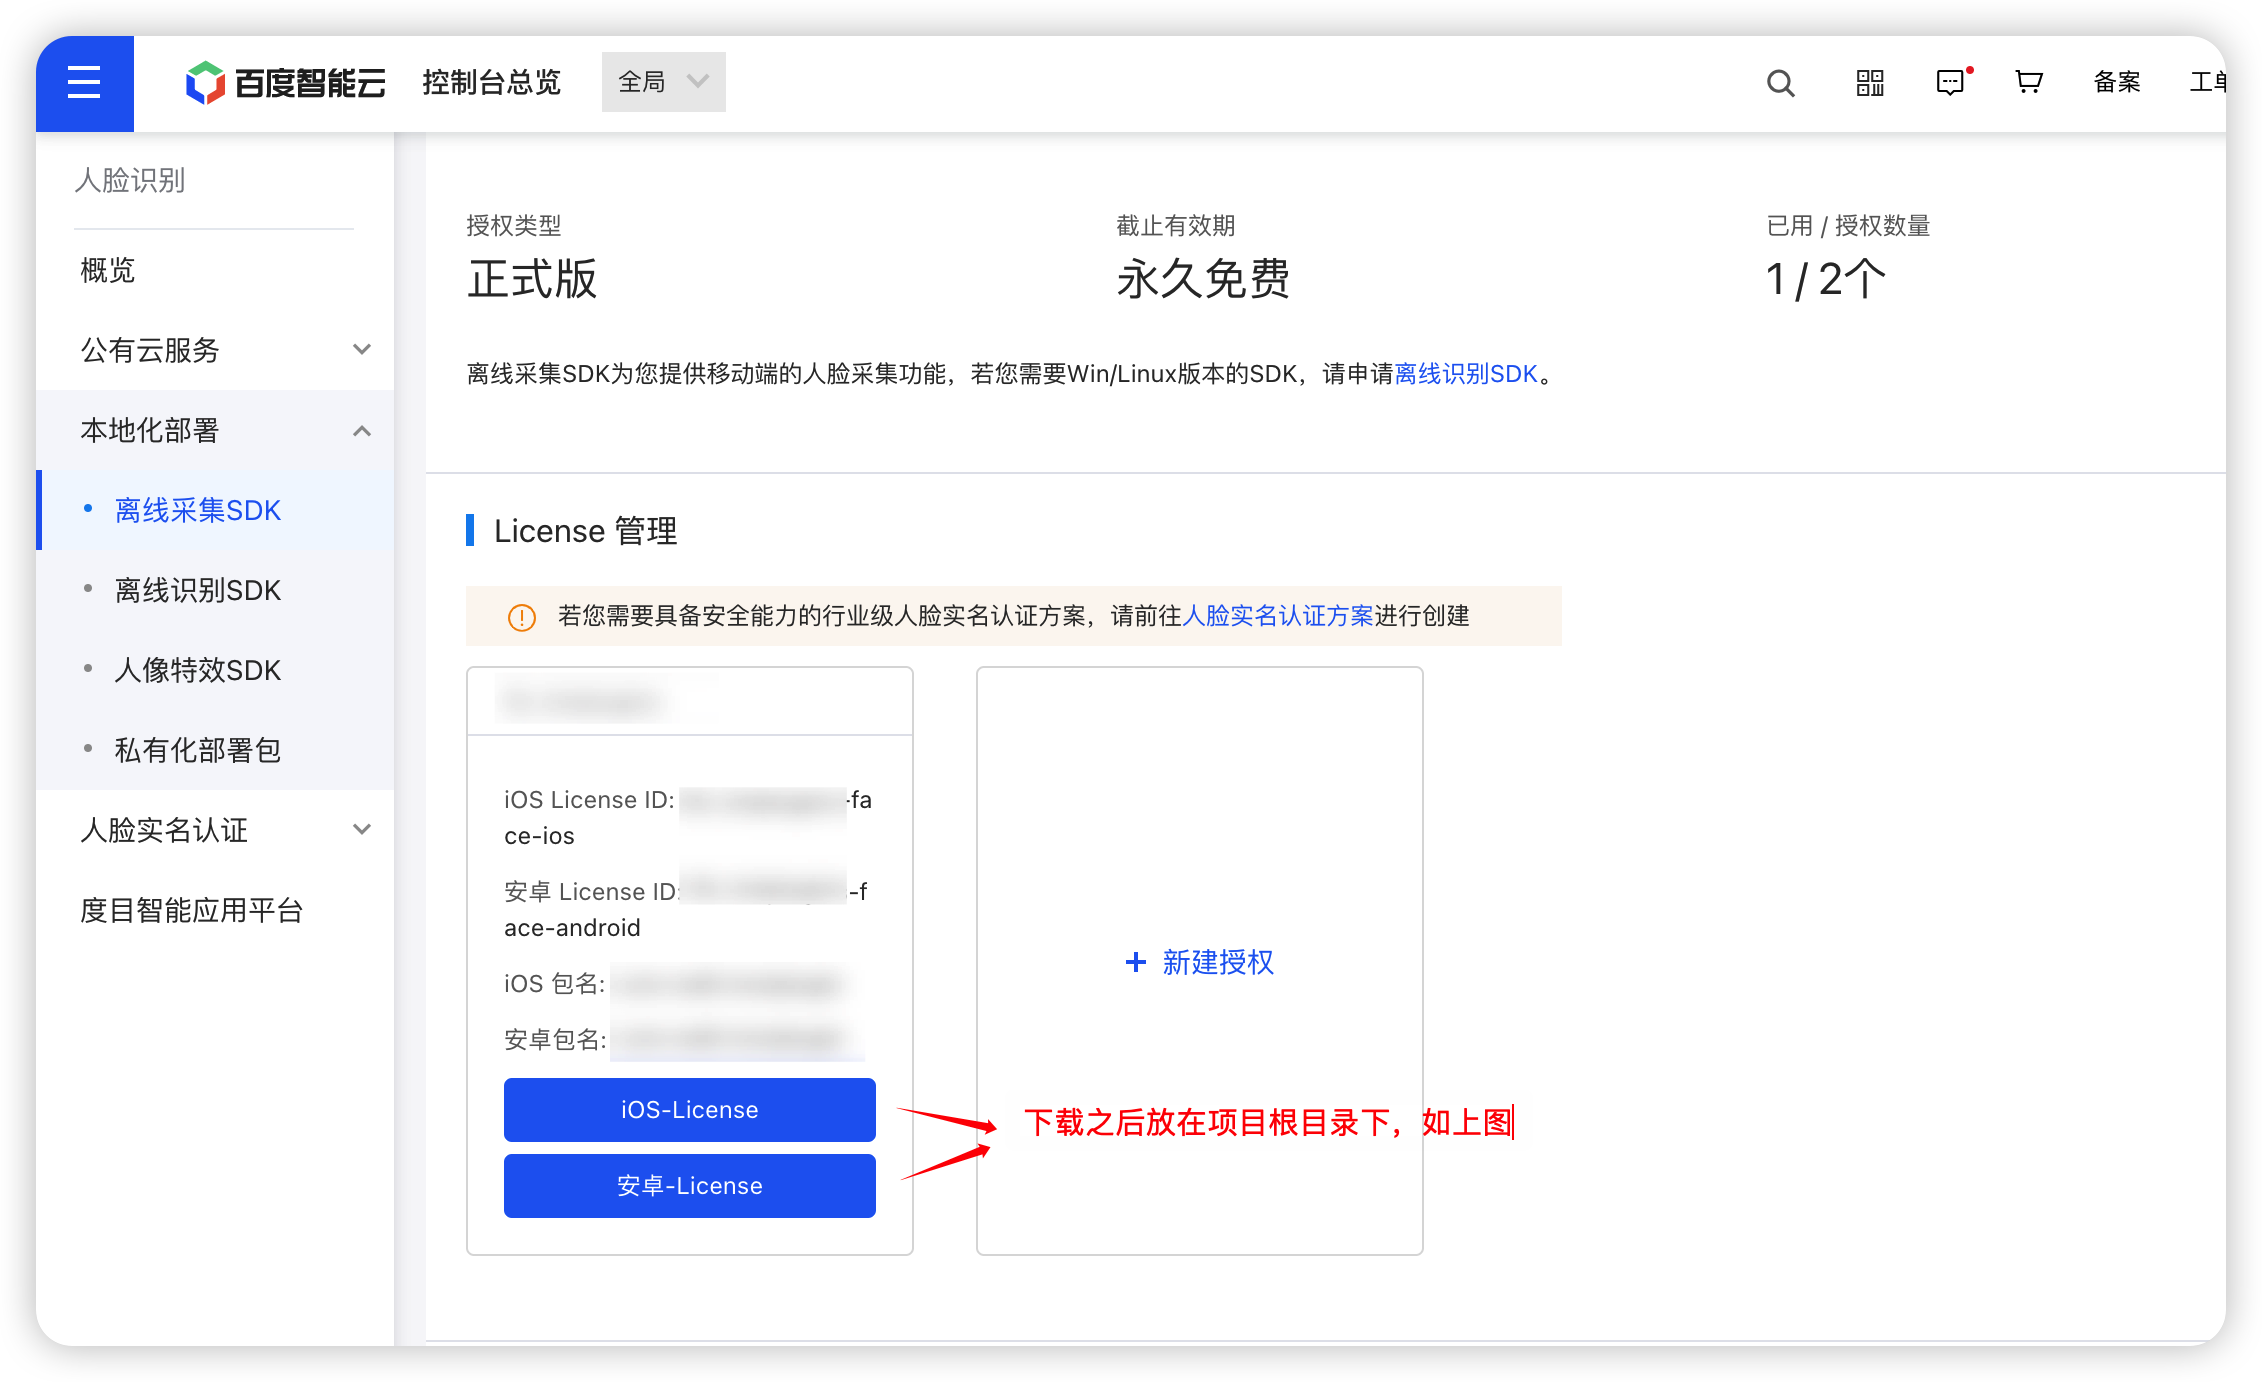 百度智能云 控制台总览 全局 备案 工单
人脸识别
概览
公有云服务
本地化部署
离线采集SDK
离线识别SDK
人像特效SDK
私有化部署包
人脸实名认证
度目智能应用平台
授权类型 截止有效期 已用 / 授权数量
正式版 永久免费 1 / 2个
离线采集SDK为您提供移动端的人脸采集功能，若您需要Win/Linux版本的SDK，请申请离线识别SDK。
License 管理
若您需要具备安全能力的行业级人脸实名认证方案，请前往人脸实名认证方案进行创建
iOS License ID: -fa
ce-ios
安卓 License ID: -f
ace-android
iOS 包名:
安卓包名:
iOS-License
安卓-License
+ 新建授权
下载之后放在项目根目录下，如上图